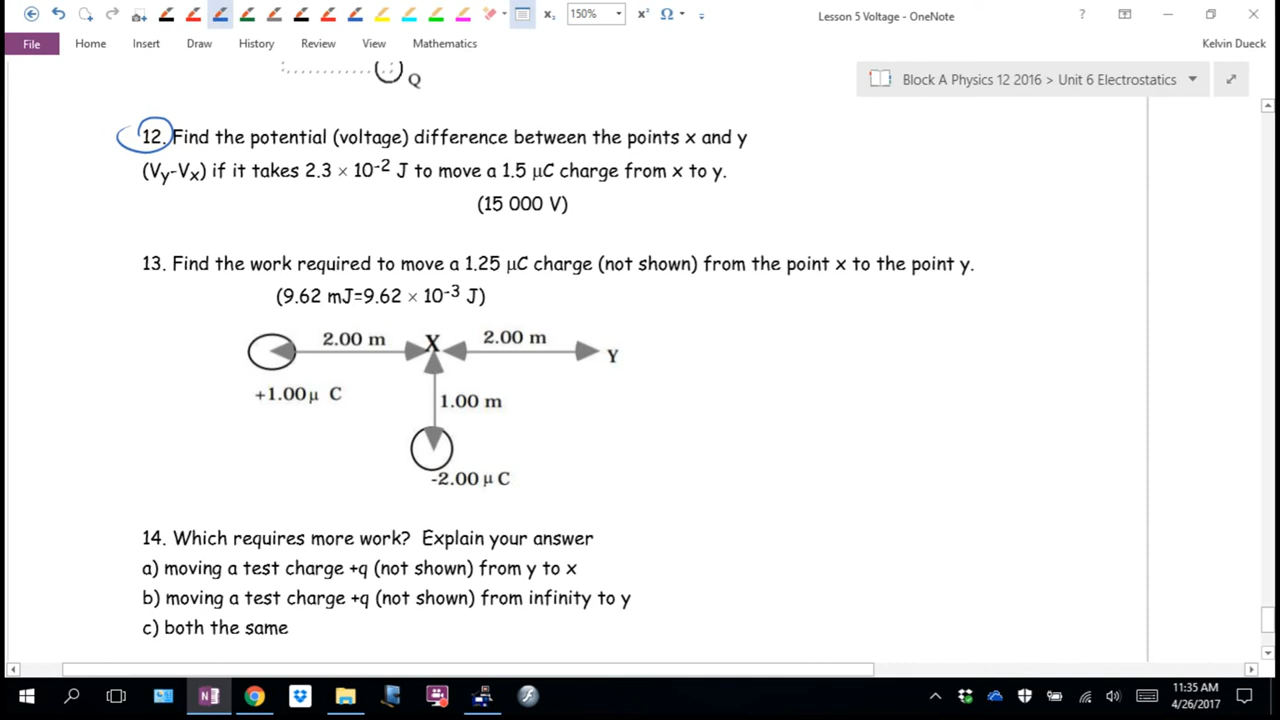 150%
Lesson 5 Voltage - OneNote
File Home Insert Draw History Review View Mathematics Kelvin Dueck
Block A Physics 12 2016 > Unit 6 Electrostatics
Q
12. Find the potential (voltage) difference between the points x and y
(Vy-Vx) if it takes 2.3 × 10-2 J to move a 1.5 μC charge from x to y.
(15 000 V)
13. Find the work required to move a 1.25 μC charge (not shown) from the point x to the point y.
(9.62 mJ=9.62 × 10-3 J)
2.00 m X 2.00 m Y
+1.00μ C
1.00 m
-2.00 μ C
14. Which requires more work? Explain your answer
a) moving a test charge +q (not shown) from y to x
b) moving a test charge +q (not shown) from infinity to y
c) both the same
11:35 AM
4/26/2017